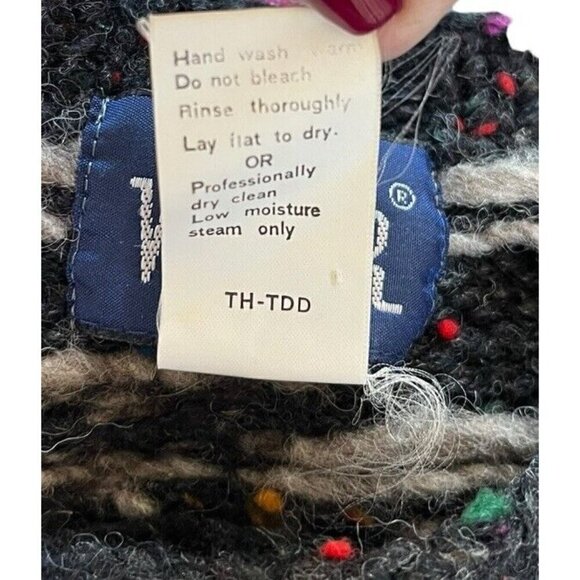 Hand wash warm
Do not bleach
Rinse thoroughly
Lay flat to dry.
OR
Professionally
dry clean
Low moisture
steam only
TH-TDD
®